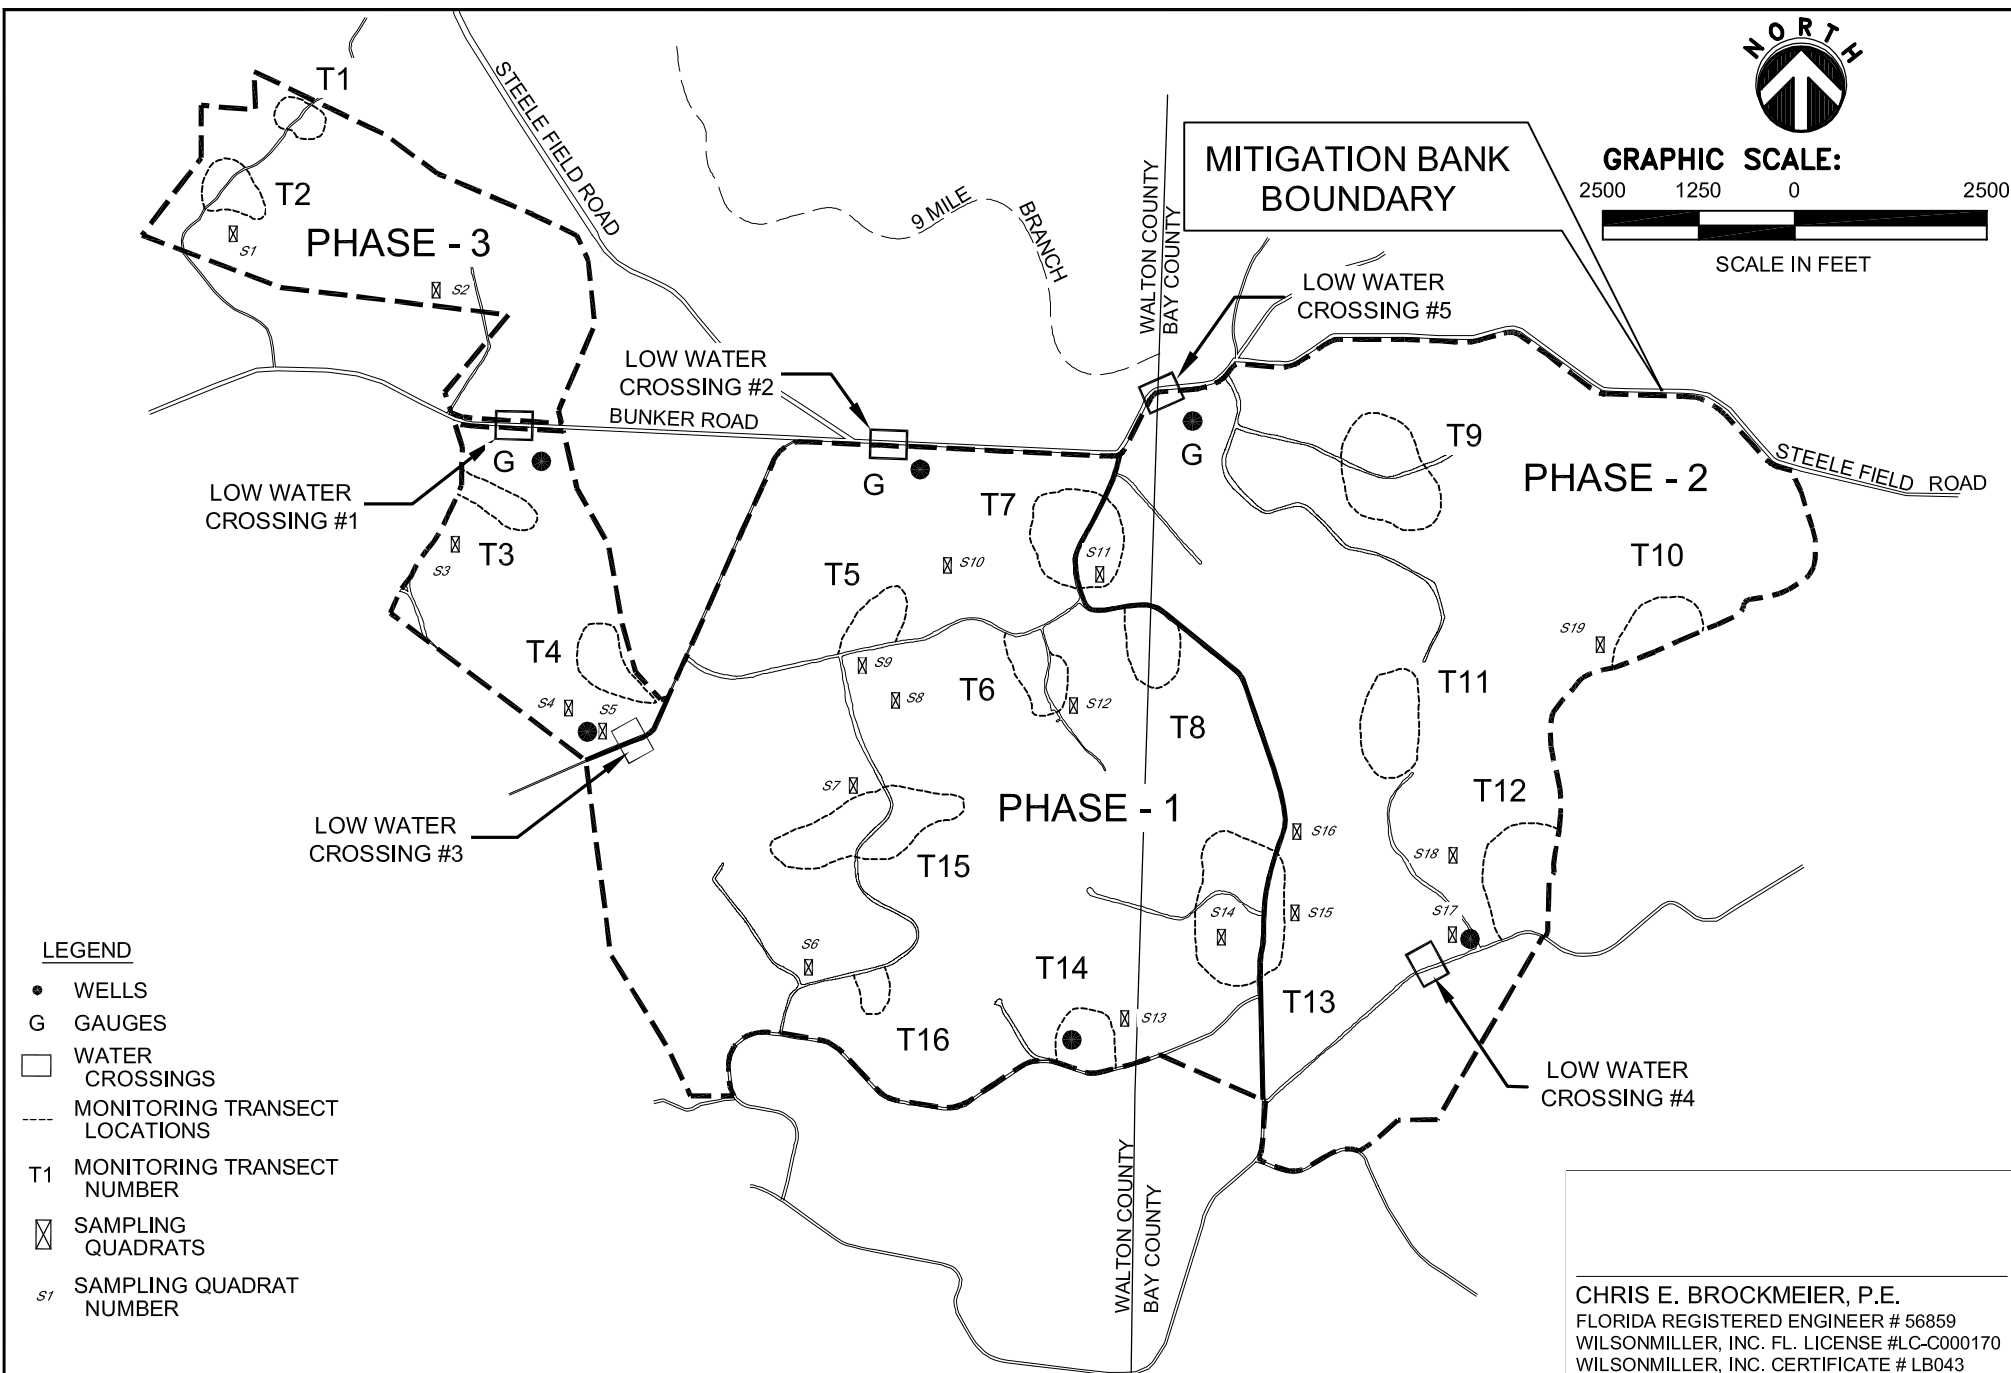 NORTH
GRAPHIC SCALE:
2500 1250 0 2500
SCALE IN FEET
MITIGATION BANK
BOUNDARY
T1
T2
S1
PHASE - 3
S2
STEELE FIELD ROAD
9 MILE
BRANCH
WALTON COUNTY
BAY COUNTY
LOW WATER
CROSSING #5
LOW WATER
CROSSING #2
BUNKER ROAD
G
G
G
LOW WATER
CROSSING #1
T3
S3
T7
T9
PHASE - 2
STEELE FIELD ROAD
T5
S10
S11
T10
S19
T4
S4
S5
S9
S8
T6
S12
T8
T11
S7
PHASE - 1
T12
LOW WATER
CROSSING #3
T15
S16
S18
S6
S14
S15
S17
T14
T13
S13
T16
LOW WATER
CROSSING #4
WALTON COUNTY
BAY COUNTY
LEGEND
WELLS
G GAUGES
WATER
CROSSINGS
MONITORING TRANSECT
LOCATIONS
T1 MONITORING TRANSECT
NUMBER
SAMPLING
QUADRATS
S1 SAMPLING QUADRAT
NUMBER
CHRIS E. BROCKMEIER, P.E.
FLORIDA REGISTERED ENGINEER # 56859
WILSONMILLER, INC. FL. LICENSE #LC-C000170
WILSONMILLER, INC. CERTIFICATE # LB043